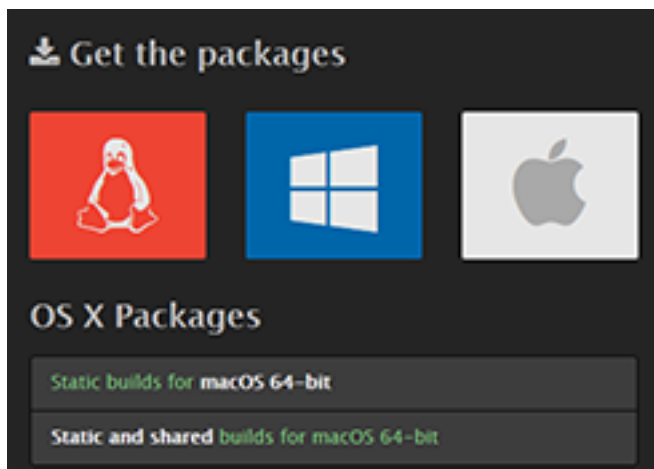 Get the packages
OS X Packages
Static builds for macOS 64-bit
Static and shared builds for macOS 64-bit